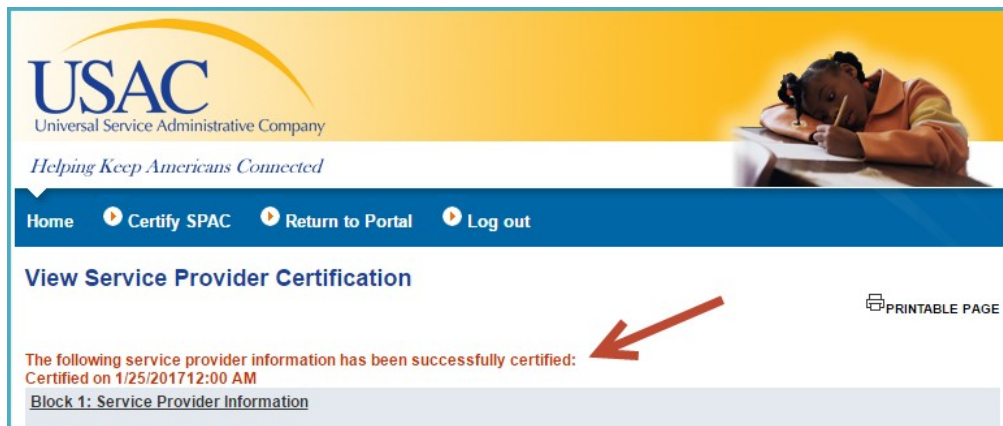 USAC
Universal Service Administrative Company
Helping Keep Americans Connected
Home Certify SPAC Return to Portal Log out
View Service Provider Certification
PRINTABLE PAGE
The following service provider information has been successfully certified:
Certified on 1/25/201712:00 AM
Block 1: Service Provider Information